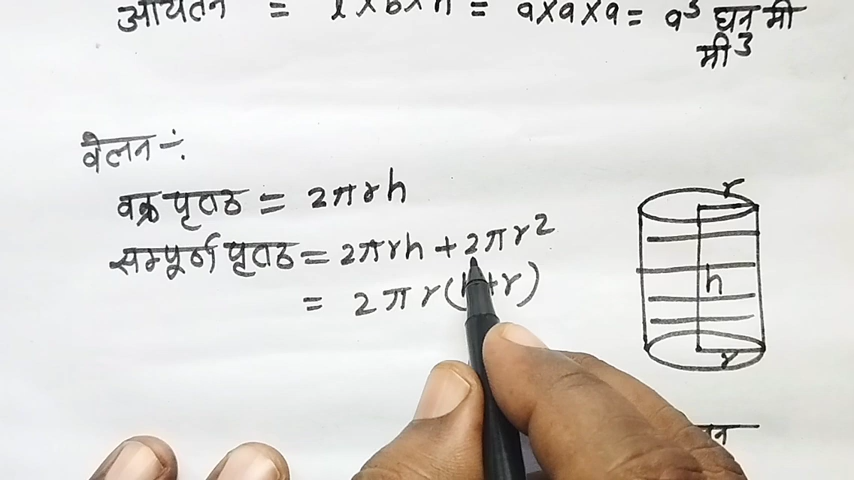 आयतन = l×b×h = a×a×a = a³ घन मी
मी³
वेलन÷
वक्र पृष्ठ = 2πrh
सम्पूर्ण पृष्ठ = 2πrh + 2πr²
= 2πr(h+r)
r
h
r